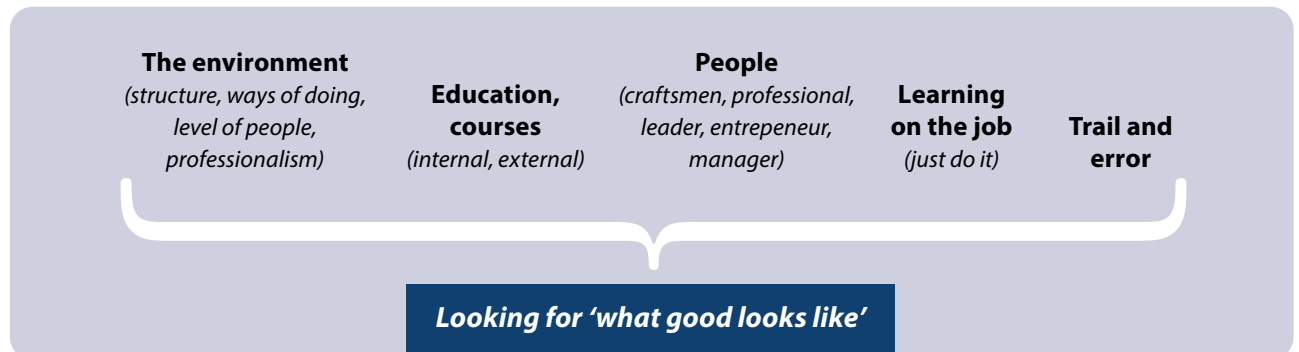 The environment
(structure, ways of doing,
level of people,
professionalism)
Education,
courses
(internal, external)
People
(craftsmen, professional,
leader, entrepeneur,
manager)
Learning
on the job
(just do it)
Trail and
error
Looking for ‘what good looks like’